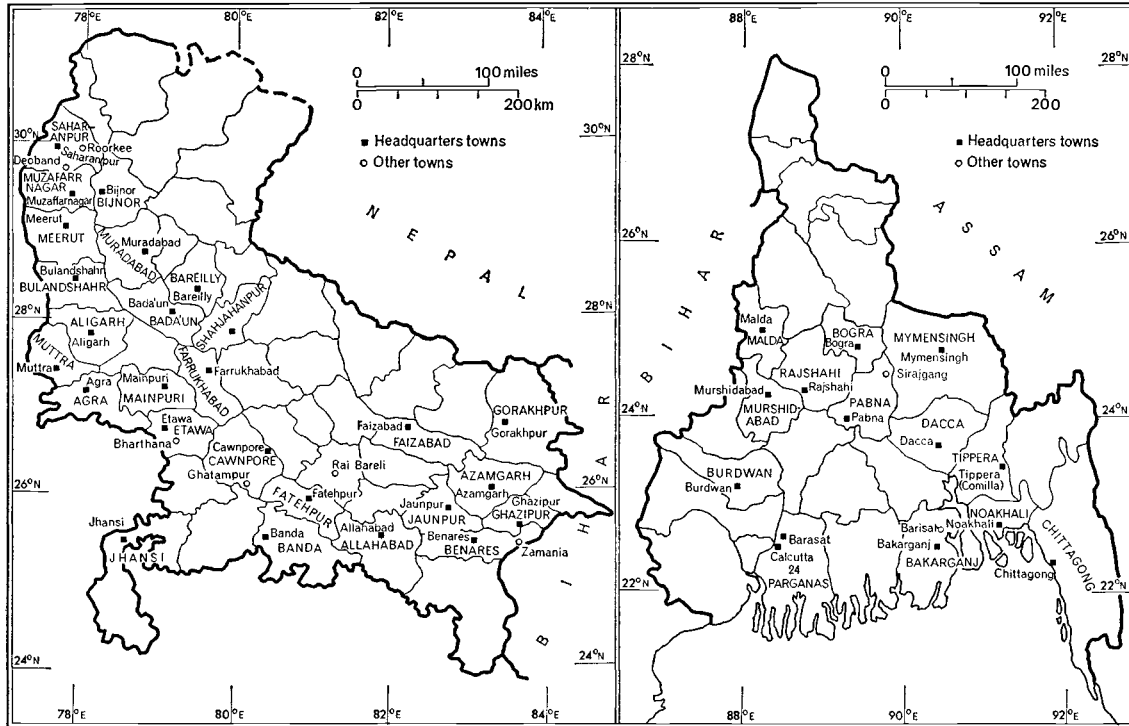 78°E
80°E
82°E
84°E
0 100 miles
0 200 km
■ Headquarters towns
○ Other towns
30°N
30°N
28°N
28°N
26°N
26°N
24°N
24°N
78°E
80°E
82°E
84°E
NEPAL
BIHAR
SAHAR-
ANPUR
Roorkee
Saharanpur
Deoband
MUZAFARR
NAGAR
Muzaffarnagar
Bijnor
BIJNOR
Meerut
MEERUT
MURADABAD
Muradabad
Bulandshahr
BULANDSHAHR
BAREILLY
Bareilly
Bada'un
BADA'UN
SHAHJAHANPUR
ALIGARH
Aligarh
MUTTRA
Muttra
FARRUKHABAD
Farrukhabad
Agra
AGRA
Mainpuri
MAINPURI
Etawa
ETAWA
Bharthana
Cawnpore
CAWNPORE
Ghatampur
Rai Bareli
Faizabad
FAIZABAD
GORAKHPUR
Gorakhpur
AZAMGARH
Azamgarh
Fatehpur
FATEHPUR
Jaunpur
JAUNPUR
Ghazipur
GHAZIPUR
Jhansi
JHANSI
Banda
BANDA
Allahabad
ALLAHABAD
Benares
BENARES
Zamania
88°E
90°E
92°E
0 100 miles
0 200
■ Headquarters towns
○ Other towns
28°N
28°N
26°N
26°N
24°N
24°N
22°N
22°N
88°E
90°E
92°E
BIHAR
ASSAM
Malda
MALDA
BOGRA
Bogra
MYMENSINGH
Mymensingh
RAJSHAHI
Rajshahi
Sirajgang
Murshidabad
MURSHID
ABAD
PABNA
Pabna
DACCA
Dacca
TIPPERA
Tippera
(Comilla)
BURDWAN
Burdwan
NOAKHALI
Noakhali
Barisal
Bakarganj
BAKARGANJ
CHITTAGONG
Chittagong
Barasat
Calcutta
24
PARGANAS